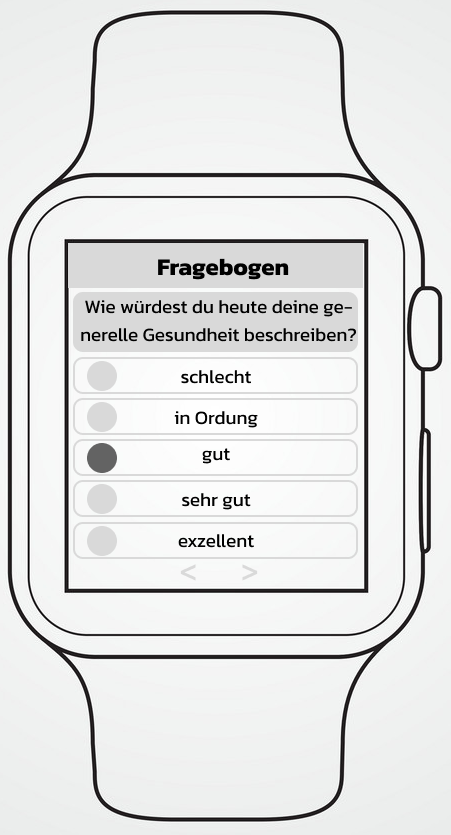 Fragebogen
Wie würdest du heute deine ge-
nerelle Gesundheit beschreiben?
schlecht
in Ordung
gut
sehr gut
exzellent
< >